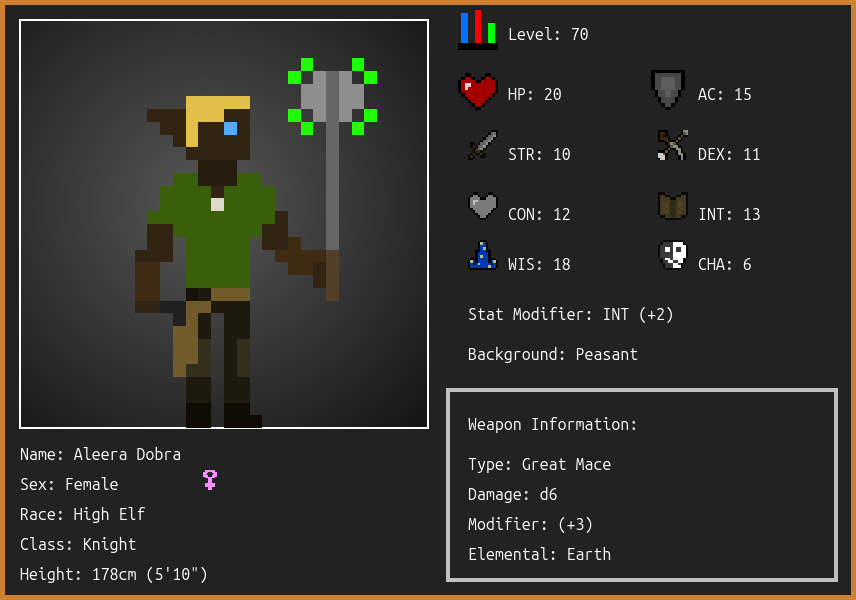 Level: 70
HP: 20
AC: 15
STR: 10
DEX: 11
CON: 12
INT: 13
WIS: 18
CHA: 6
Stat Modifier: INT (+2)
Background: Peasant
Weapon Information:
Type: Great Mace
Damage: d6
Modifier: (+3)
Elemental: Earth
Name: Aleera Dobra
Sex: Female
Race: High Elf
Class: Knight
Height: 178cm (5'10")